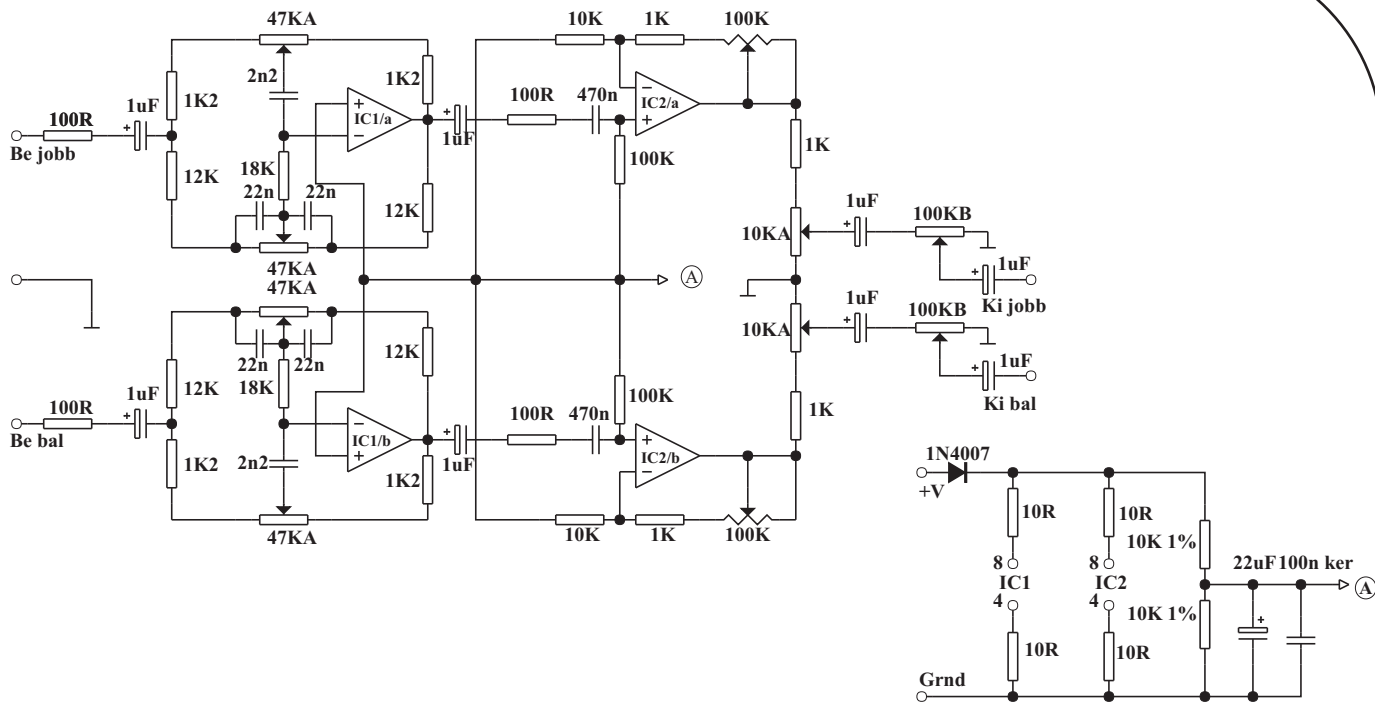 47KA
10K 1K 100K
2n2 1K2
1uF 1K2 100R 470n IC2/a
100R IC1/a
Be jobb 1uF 1K
12K 18K 100K
22n 22n
12K 1uF 100KB
10KA
47KA A 1uF
47KA 1uF Ki jobb
100KB
10KA
22n 22n 12K 1uF
12K 18K 100K
1uF 100R 470n 1K Ki bal
100R
Be bal IC1/b IC2/b
1K2 2n2 1uF 1N4007
1K2 +V
47KA 10K 1K 100K
10R 10R 10K 1%
8 8 22uF 100n ker
IC1 IC2 A
4 4
10K 1%
10R 10R
Grnd